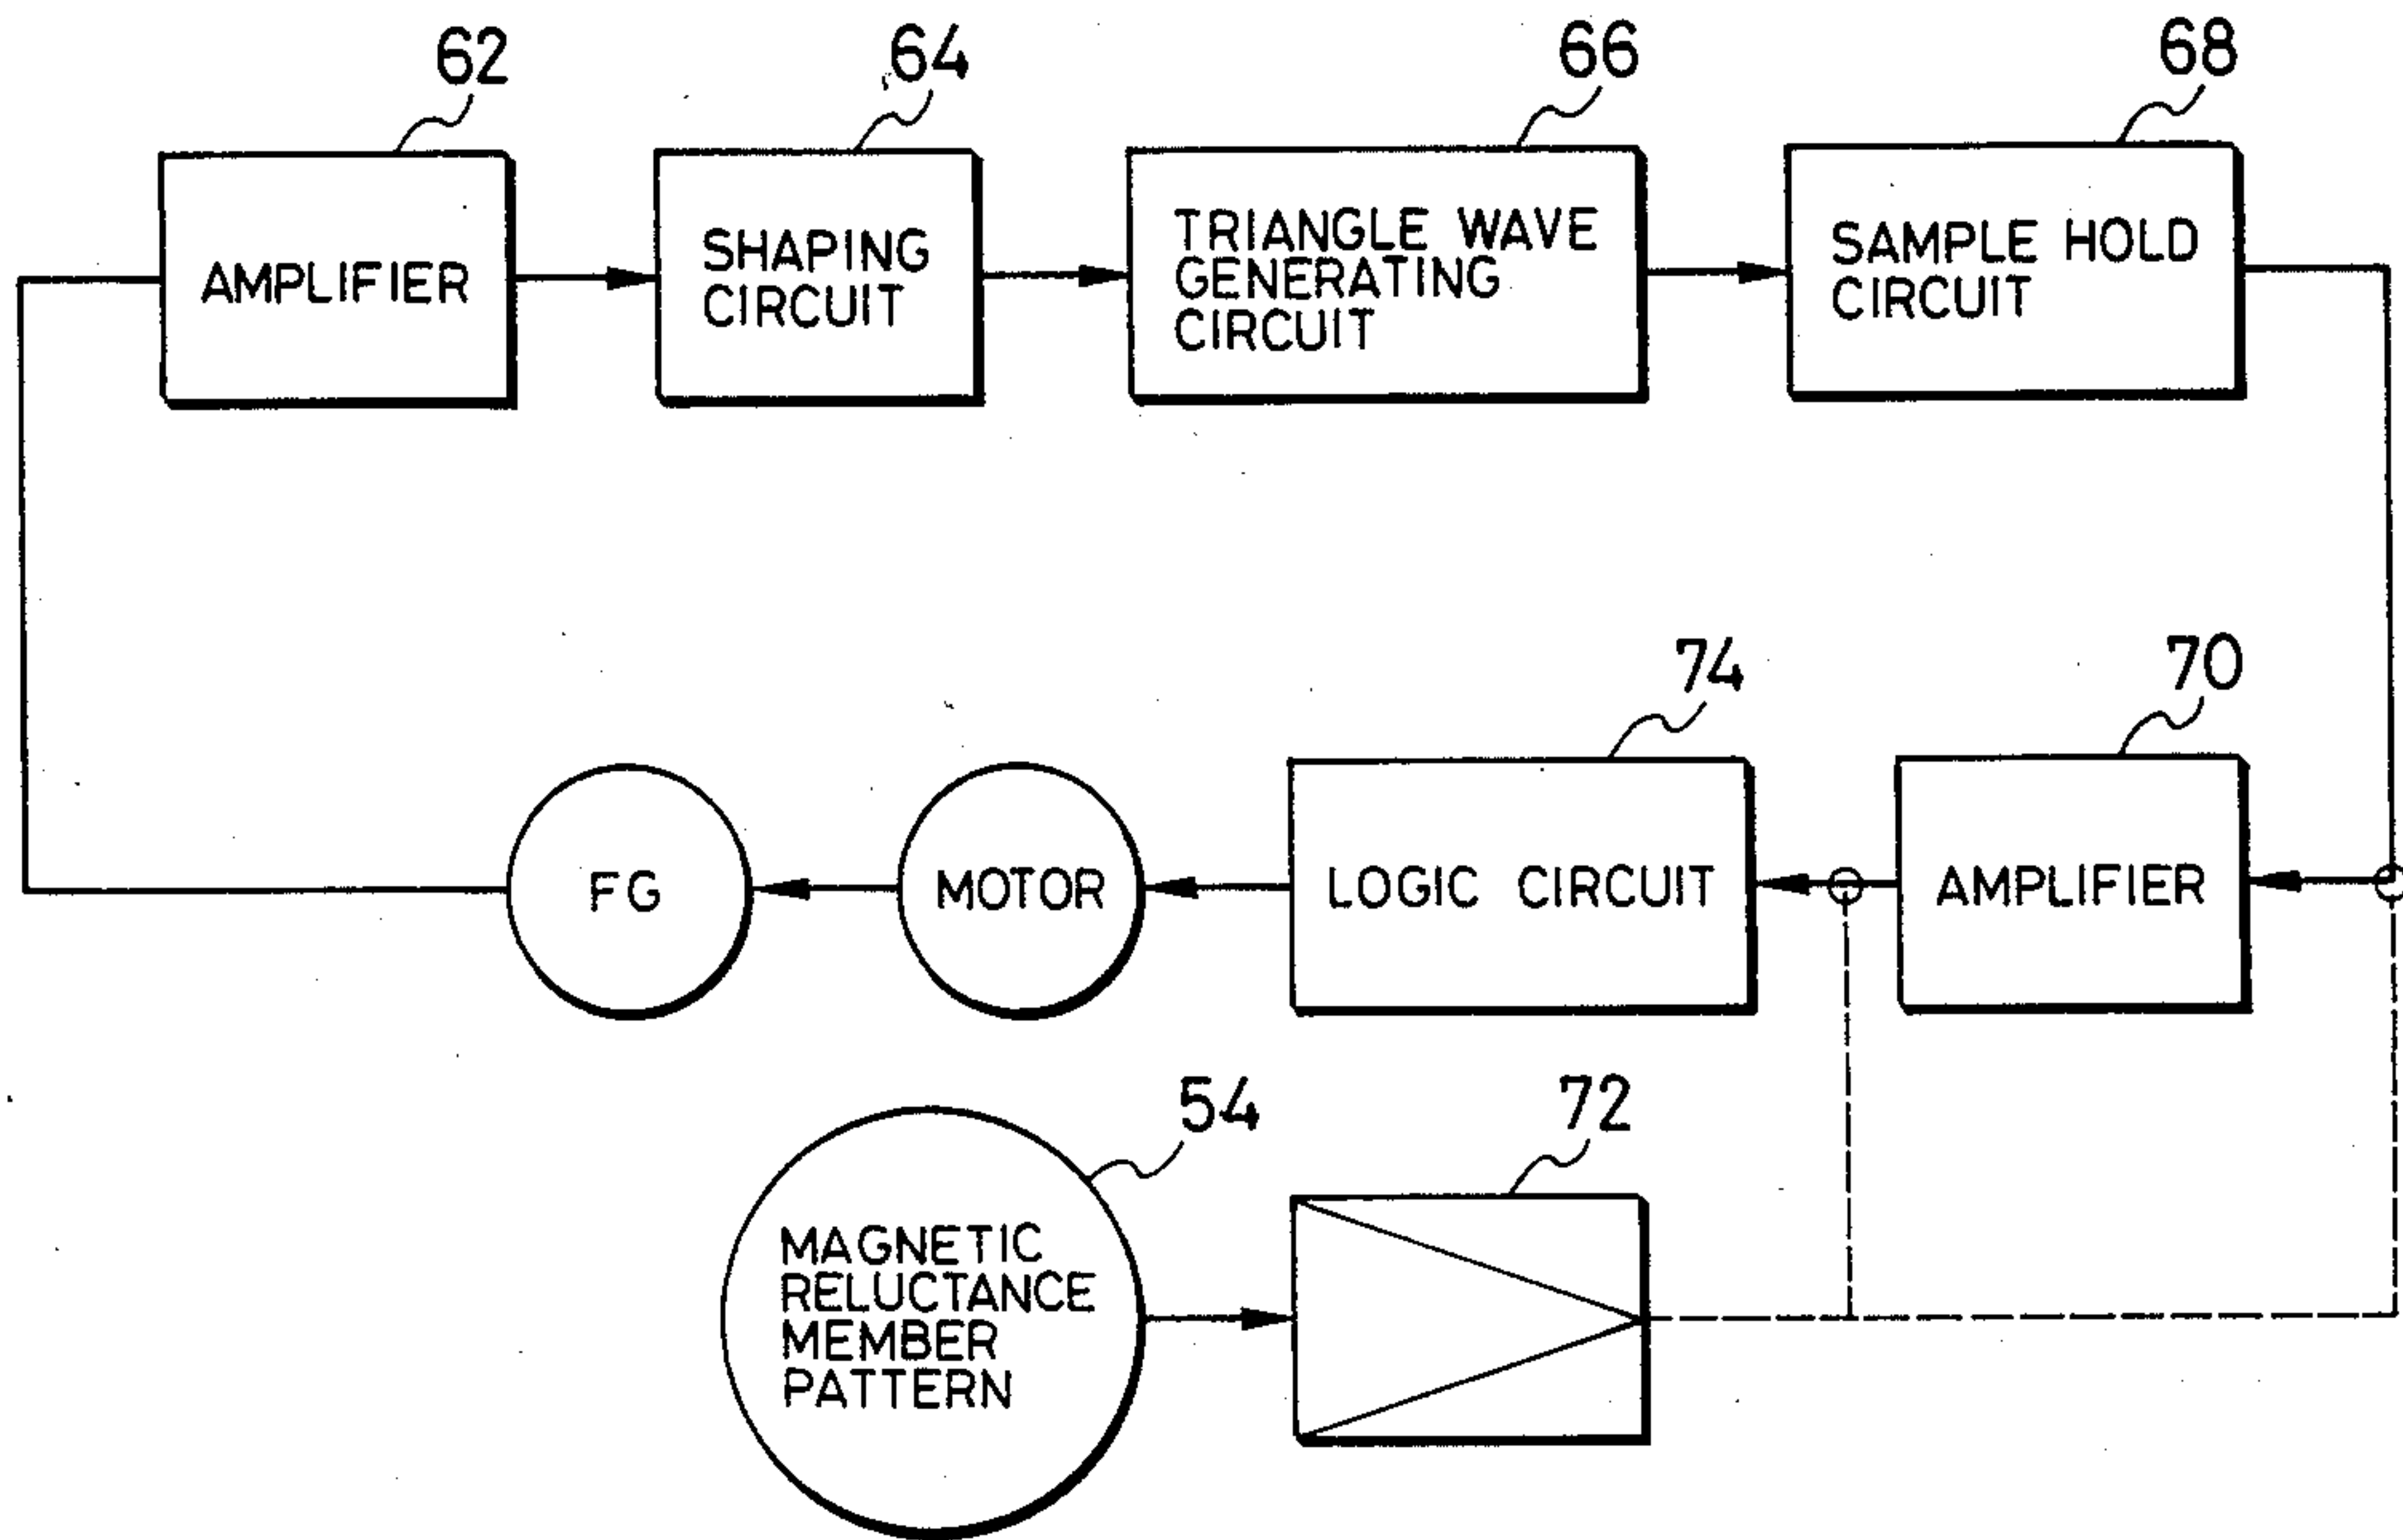 62
64
66
68
AMPLIFIER
SHAPING
CIRCUIT
TRIANGLE WAVE
GENERATING
CIRCUIT
SAMPLE HOLD
CIRCUIT
74
70
FG
MOTOR
LOGIC CIRCUIT
AMPLIFIER
54
72
MAGNETIC
RELUCTANCE
MEMBER
PATTERN